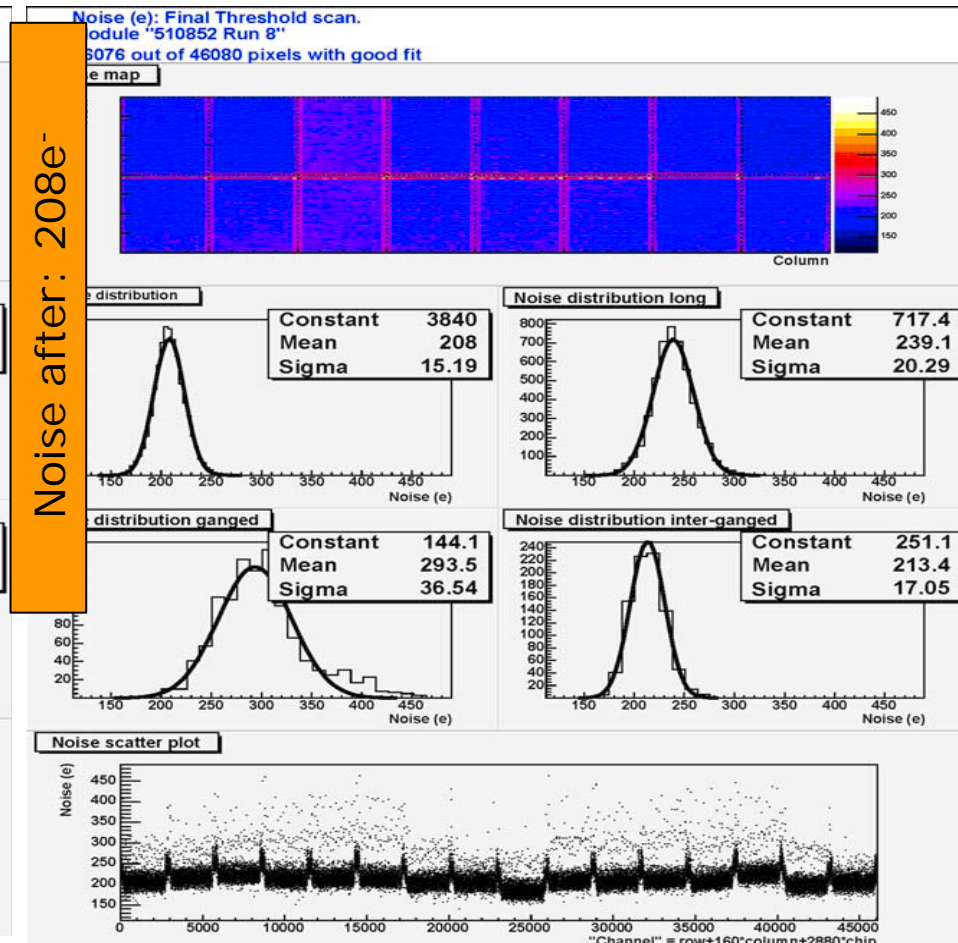 Noise (e): Final Threshold scan.
odule "510852 Run 8"
6076 out of 46080 pixels with good fit
Noise after: 208e-
se map
450
400
350
300
250
200
150
Column
e distribution
Constant 3840
Mean 208
Sigma 15.19
150 200 250 300 350 400 450
Noise (e)
Noise distribution long
Constant 717.4
Mean 239.1
Sigma 20.29
800
700
600
500
400
300
200
100
150 200 250 300 350 400 450
Noise (e)
e distribution ganged
Constant 144.1
Mean 293.5
Sigma 36.54
80
60
40
20
150 200 250 300 350 400 450
Noise (e)
Noise distribution inter-ganged
Constant 251.1
Mean 213.4
Sigma 17.05
240
220
200
180
160
140
120
100
80
60
40
20
150 200 250 300 350 400 450
Noise (e)
Noise scatter plot
Noise (e)
450
400
350
300
250
200
150
0 5000 10000 15000 20000 25000 30000 35000 40000 45000
"Channel" = row+160*column+2880*chip